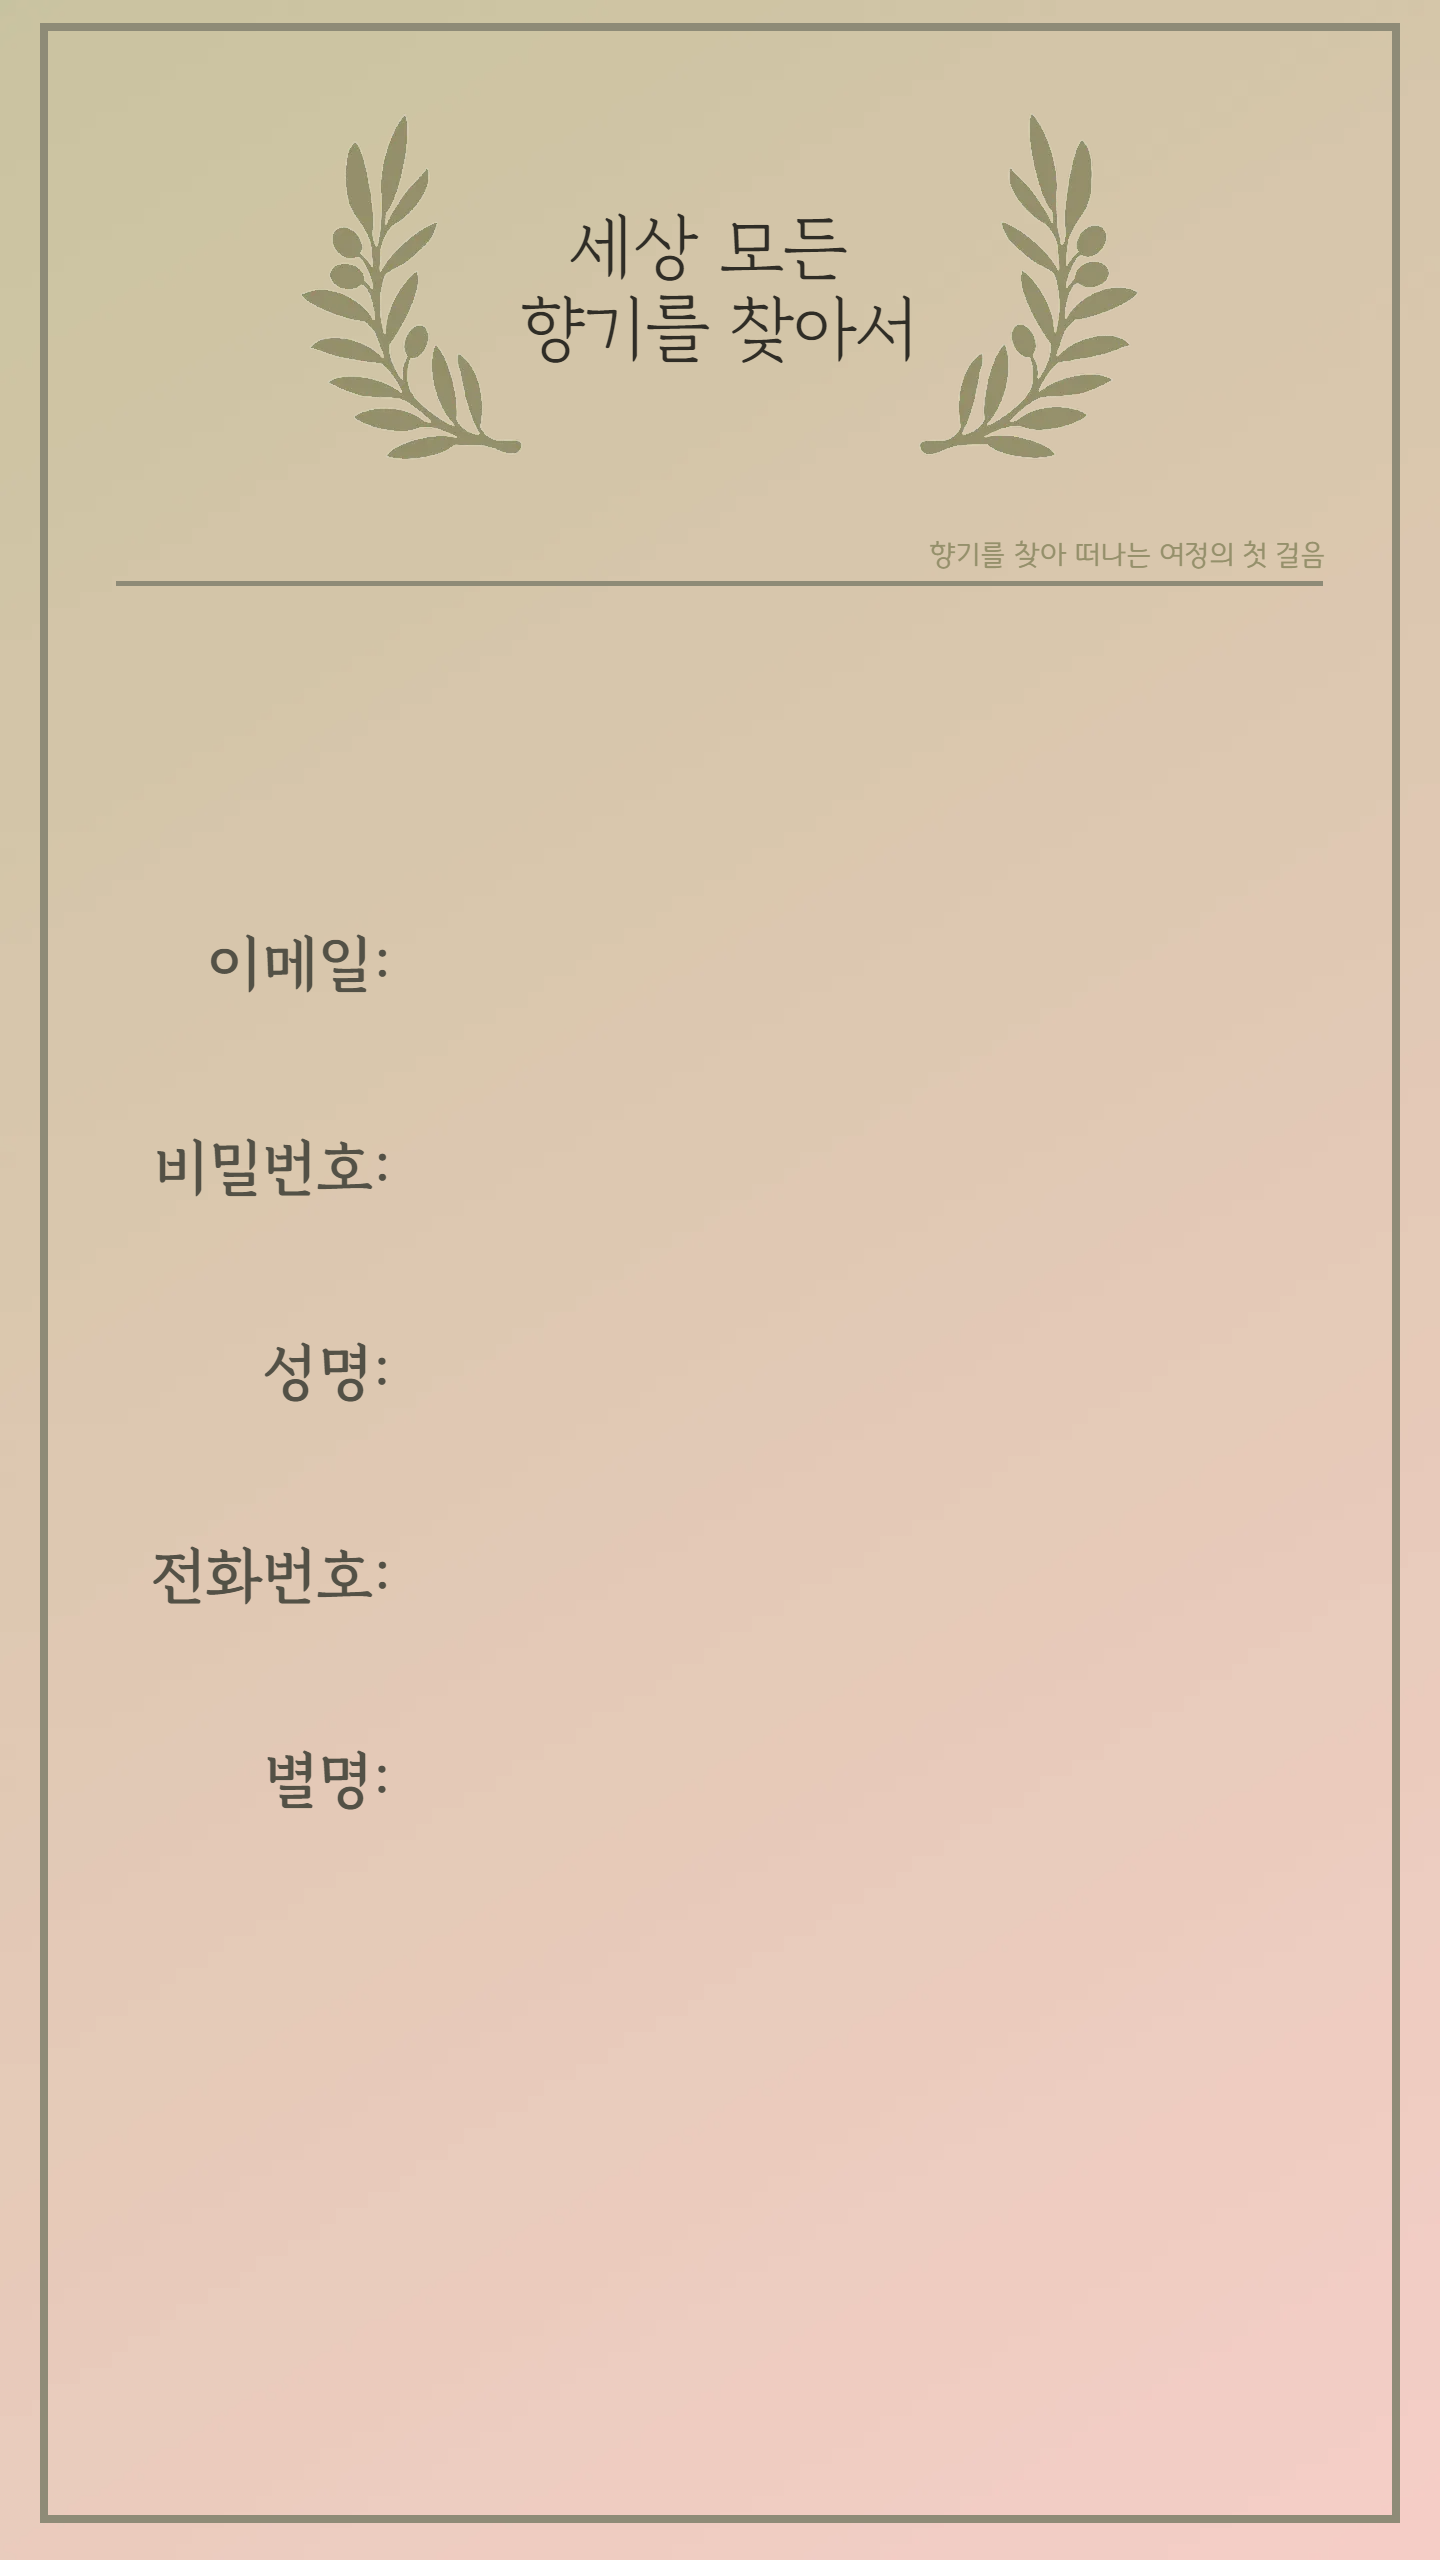 세상 모든
향기를 찾아서
향기를 찾아 떠나는 여정의 첫 걸음
이메일:
비밀번호:
성명:
전화번호:
별명: